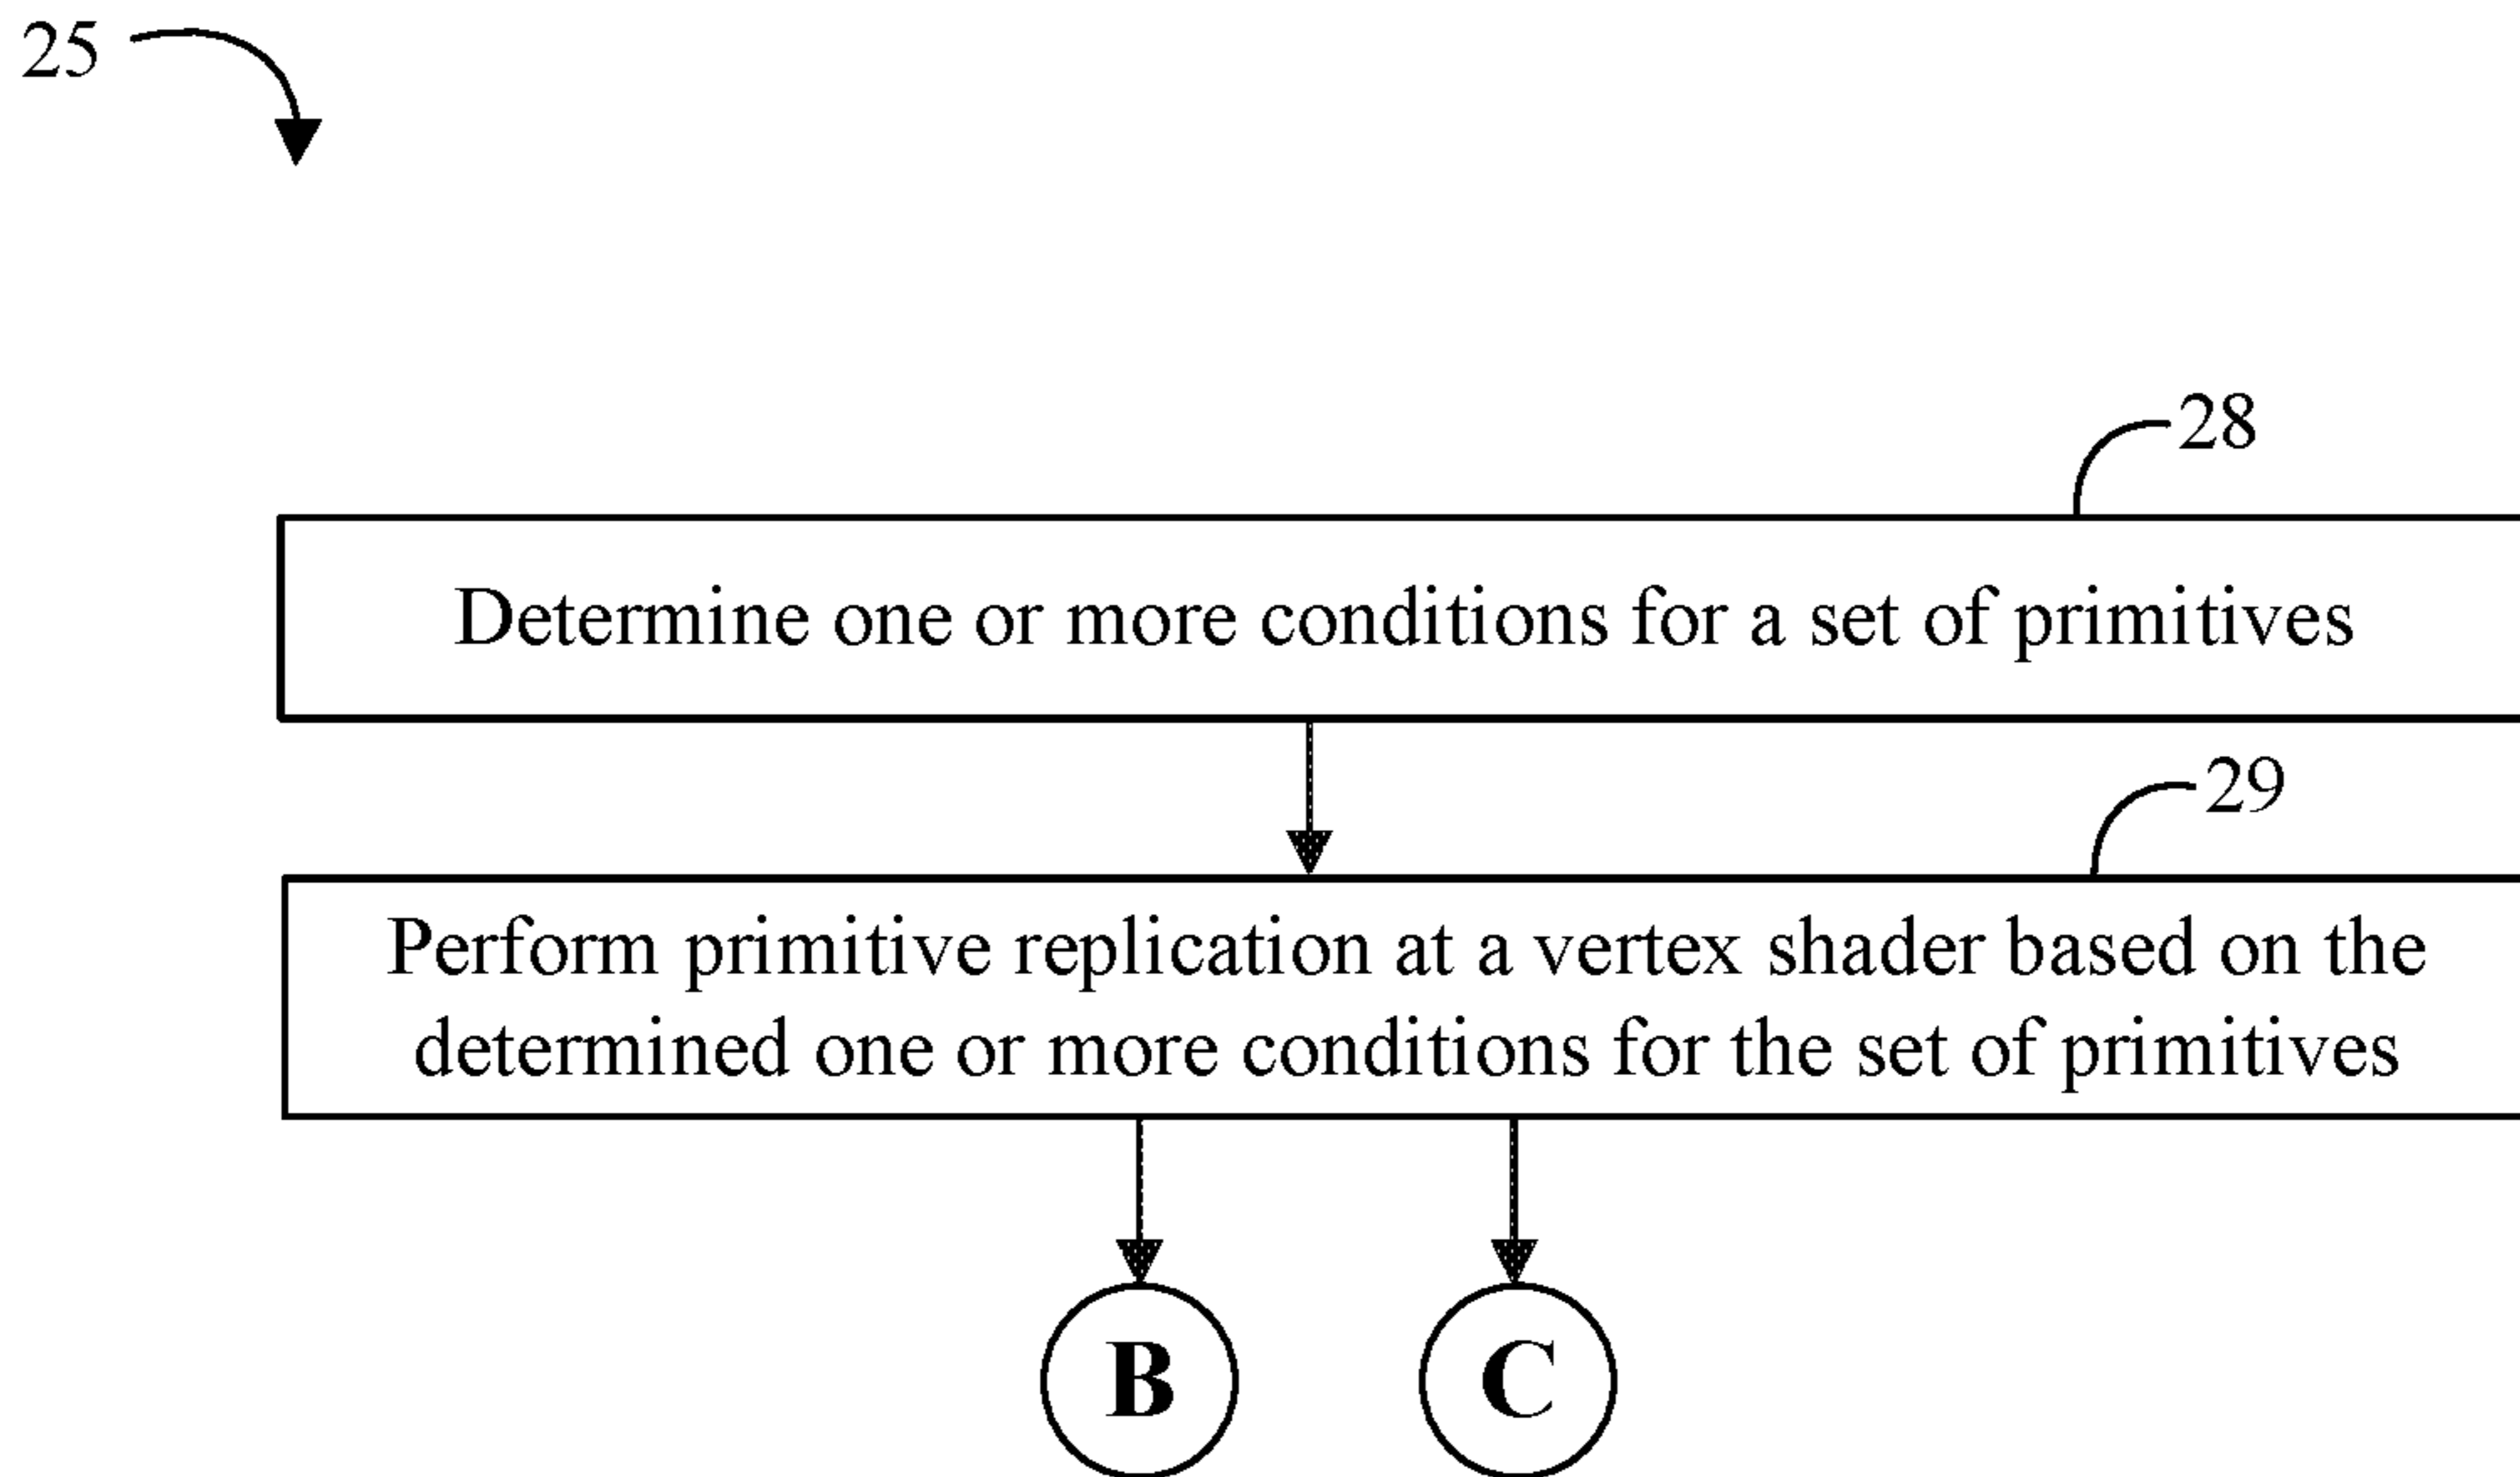 25
28
Determine one or more conditions for a set of primitives
29
Perform primitive replication at a vertex shader based on the
determined one or more conditions for the set of primitives
B
C